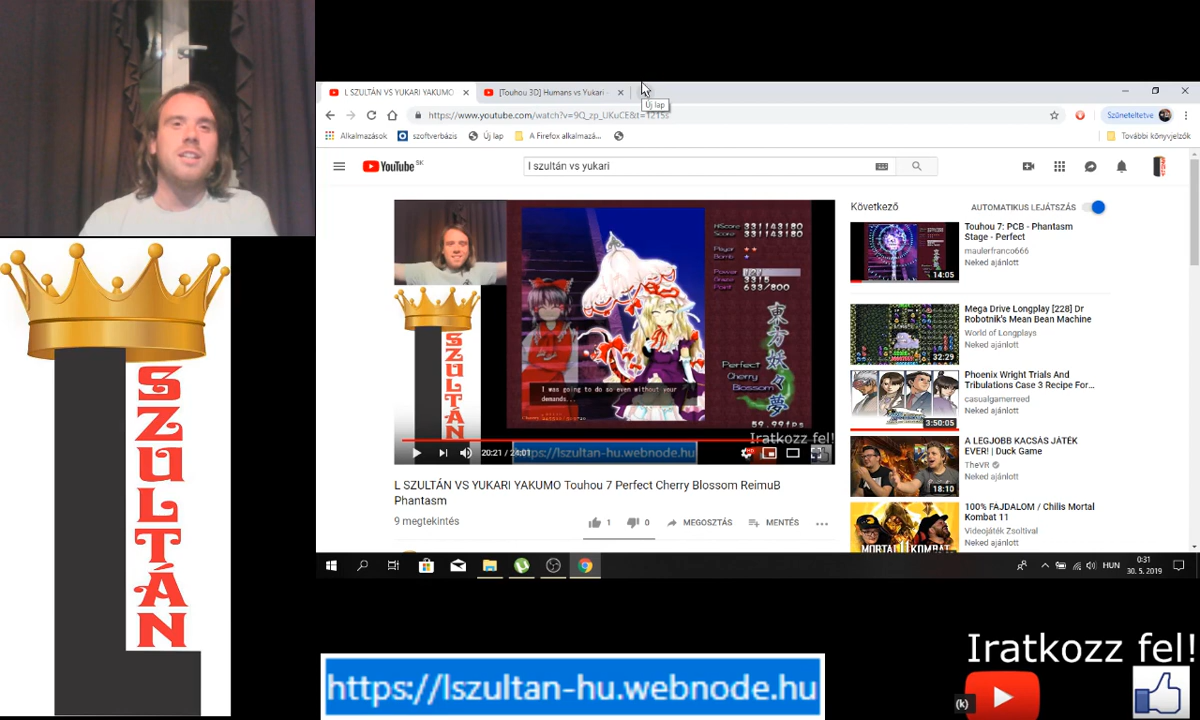 L SZULTÁN VS YUKARI YAKUMO
[Touhou 3D] Humans vs Yukari -
Új lap
https://www.youtube.com/watch?v=9Q_zp_UKuCE&t=1215s
Szüneteltetve
Alkalmazások
szoftverbázis
Új lap
A Firefox alkalmaz...
További könyvjelzők
YouTube SK
l szultán vs yukari
HiScore 331143180
Score 331143180
Player
Bomb
Power
Graze 3315
Point 633/800
東方妖々夢
Perfect
Cherry
Blossom
I was going to do so even without your
demands...
59.99fps
SZULTÁN
Iratkozz fel!
https://lszultan-hu.webnode.hu
20:21 / 24:01
L SZULTÁN VS YUKARI YAKUMO Touhou 7 Perfect Cherry Blossom ReimuB
Phantasm
9 megtekintés
1
0
MEGOSZTÁS
MENTÉS
Következő
AUTOMATIKUS LEJÁTSZÁS
Touhou 7: PCB - Phantasm
Stage - Perfect
maulerfranco666
Neked ajánlott
14:05
Mega Drive Longplay [228] Dr
Robotnik's Mean Bean Machine
World of Longplays
Neked ajánlott
32:29
Phoenix Wright Trials And
Tribulations Case 3 Recipe For...
casualgamereed
Neked ajánlott
3:50:05
A LEGJOBB KACSÁS JÁTÉK
EVER! | Duck Game
TheVR
Neked ajánlott
18:10
100% FAJDALOM / Chilis Mortal
Kombat 11
Videojáték Zsoltival
Neked ajánlott
MORTAL KOMBAT
HUN
0:31
30. 5. 2019
L SZULTÁN
https://lszultan-hu.webnode.hu
Iratkozz fel!
(k)